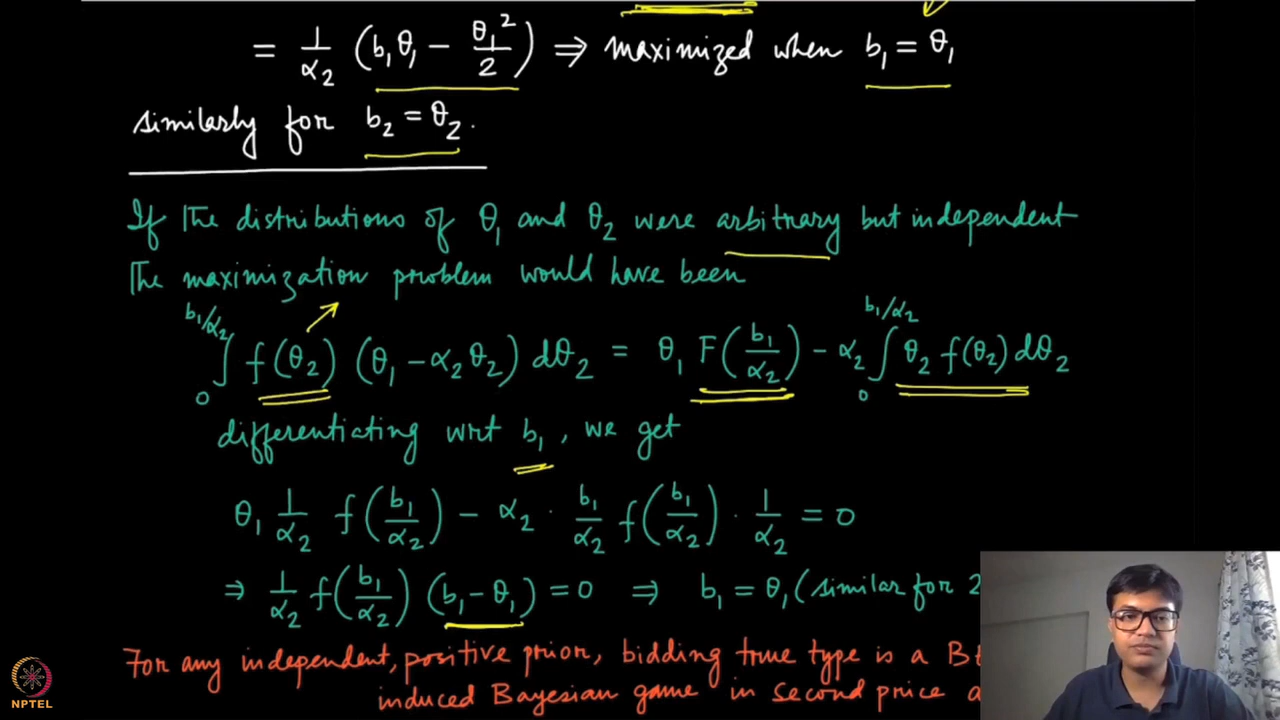 = 1/α₂ (b₁θ₁ − θ₁²/2) ⇒ maximized when b₁ = θ₁
similarly for b₂ = θ₂.
If the distributions of θ₁ and θ₂ were arbitrary but independent
the maximization problem would have been
∫₀^{b₁/α₂} f(θ₂) (θ₁ − α₂θ₂) dθ₂ = θ₁ F(b₁/α₂) − α₂ ∫₀^{b₁/α₂} θ₂ f(θ₂) dθ₂
differentiating wrt b₁, we get
θ₁ 1/α₂ f(b₁/α₂) − α₂ · b₁/α₂ f(b₁/α₂) · 1/α₂ = 0
⇒ 1/α₂ f(b₁/α₂) (b₁ − θ₁) = 0 ⇒ b₁ = θ₁ (similar for 2
For any independent, positive prior, bidding true type is a B
induced Bayesian game in second price a
NPTEL